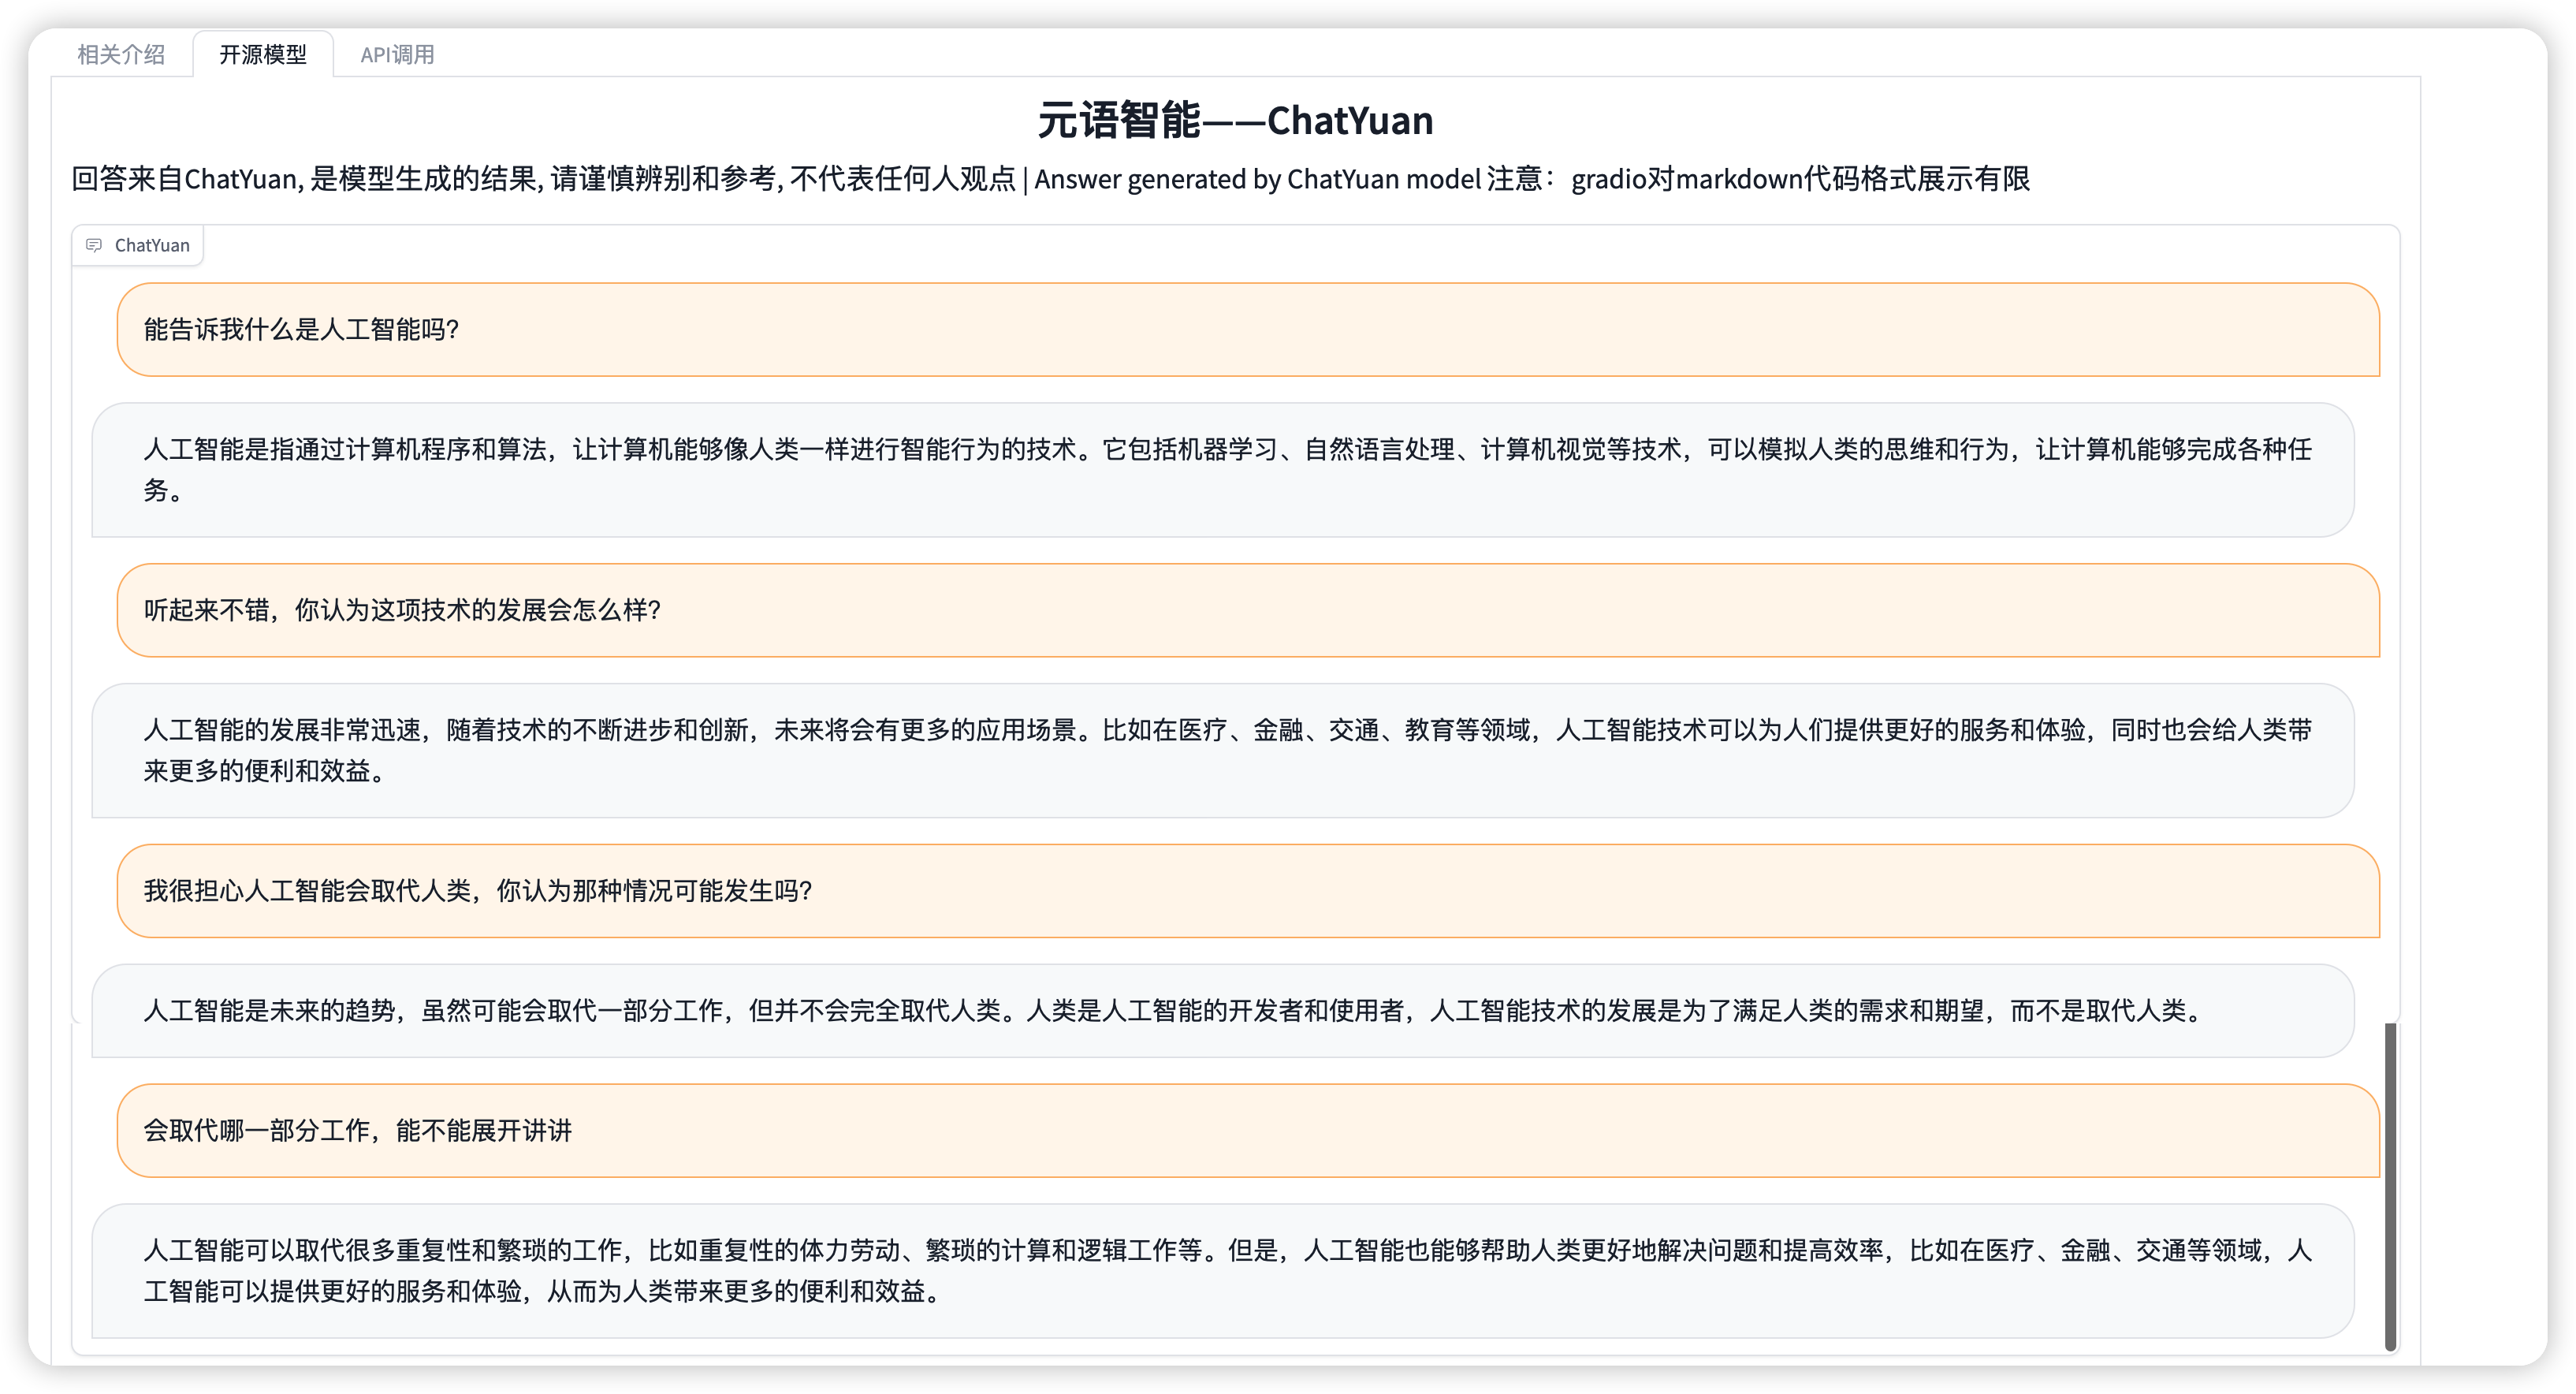 相关介绍
开源模型
API调用
元语智能——ChatYuan
回答来自ChatYuan, 是模型生成的结果, 请谨慎辨别和参考, 不代表任何人观点 | Answer generated by ChatYuan model 注意：gradio对markdown代码格式展示有限
ChatYuan
能告诉我什么是人工智能吗？
人工智能是指通过计算机程序和算法，让计算机能够像人类一样进行智能行为的技术。它包括机器学习、自然语言处理、计算机视觉等技术，可以模拟人类的思维和行为，让计算机能够完成各种任
务。
听起来不错，你认为这项技术的发展会怎么样？
人工智能的发展非常迅速，随着技术的不断进步和创新，未来将会有更多的应用场景。比如在医疗、金融、交通、教育等领域，人工智能技术可以为人们提供更好的服务和体验，同时也会给人类带
来更多的便利和效益。
我很担心人工智能会取代人类，你认为那种情况可能发生吗？
人工智能是未来的趋势，虽然可能会取代一部分工作，但并不会完全取代人类。人类是人工智能的开发者和使用者，人工智能技术的发展是为了满足人类的需求和期望，而不是取代人类。
会取代哪一部分工作，能不能展开讲讲
人工智能可以取代很多重复性和繁琐的工作，比如重复性的体力劳动、繁琐的计算和逻辑工作等。但是，人工智能也能够帮助人类更好地解决问题和提高效率，比如在医疗、金融、交通等领域，人
工智能可以提供更好的服务和体验，从而为人类带来更多的便利和效益。